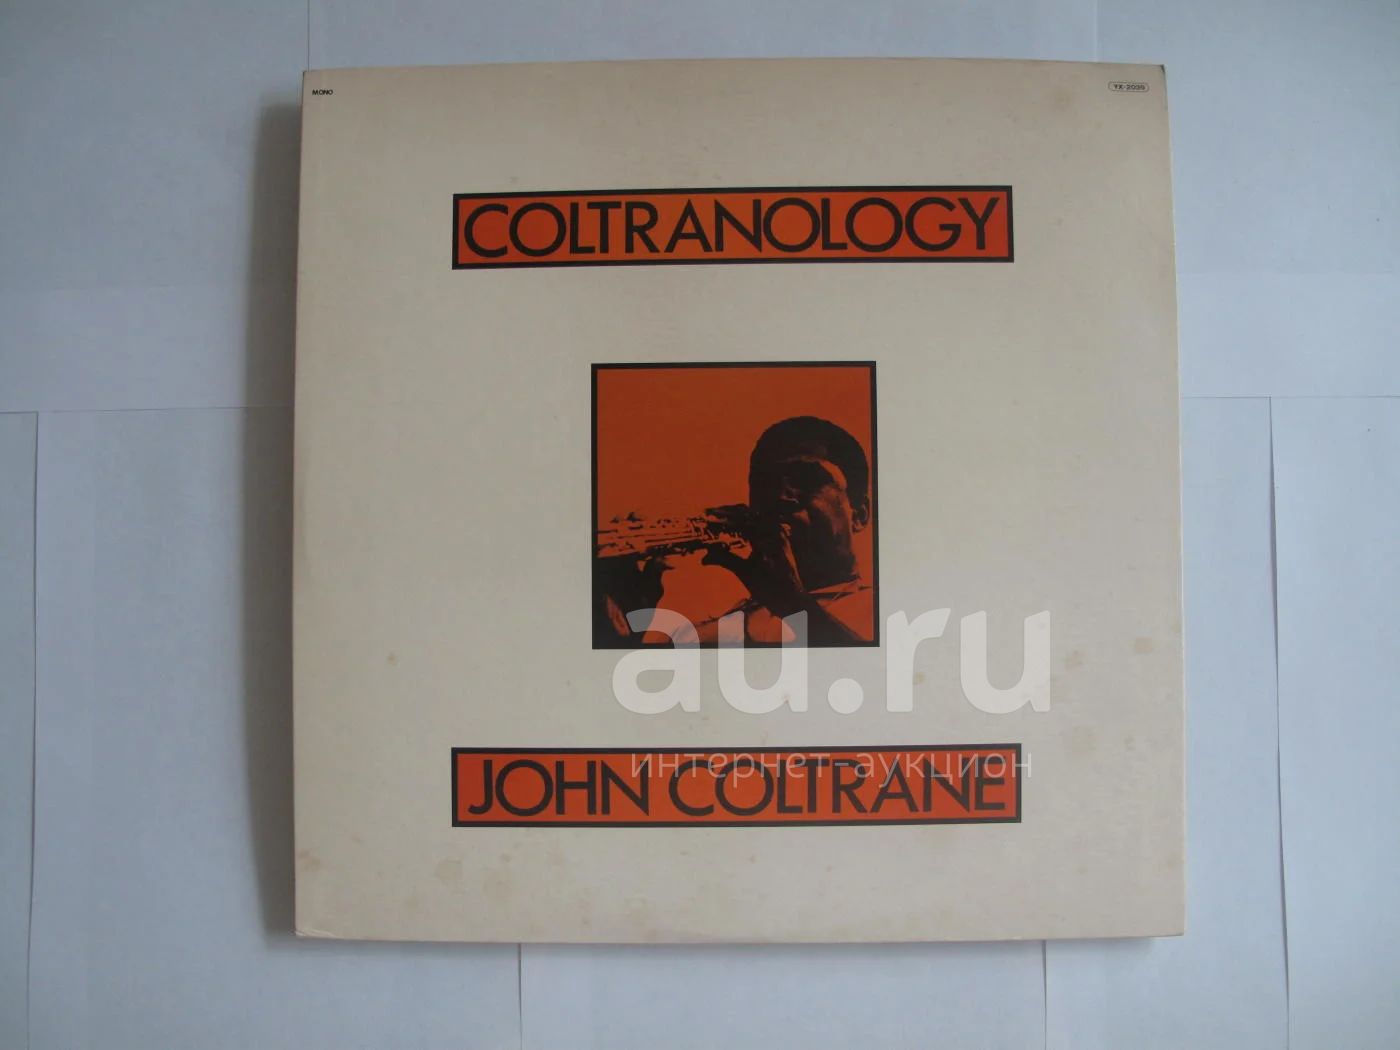 MONO
YX-2039
COLTRANOLOGY
au.ru
интернет-аукцион
JOHN COLTRANE